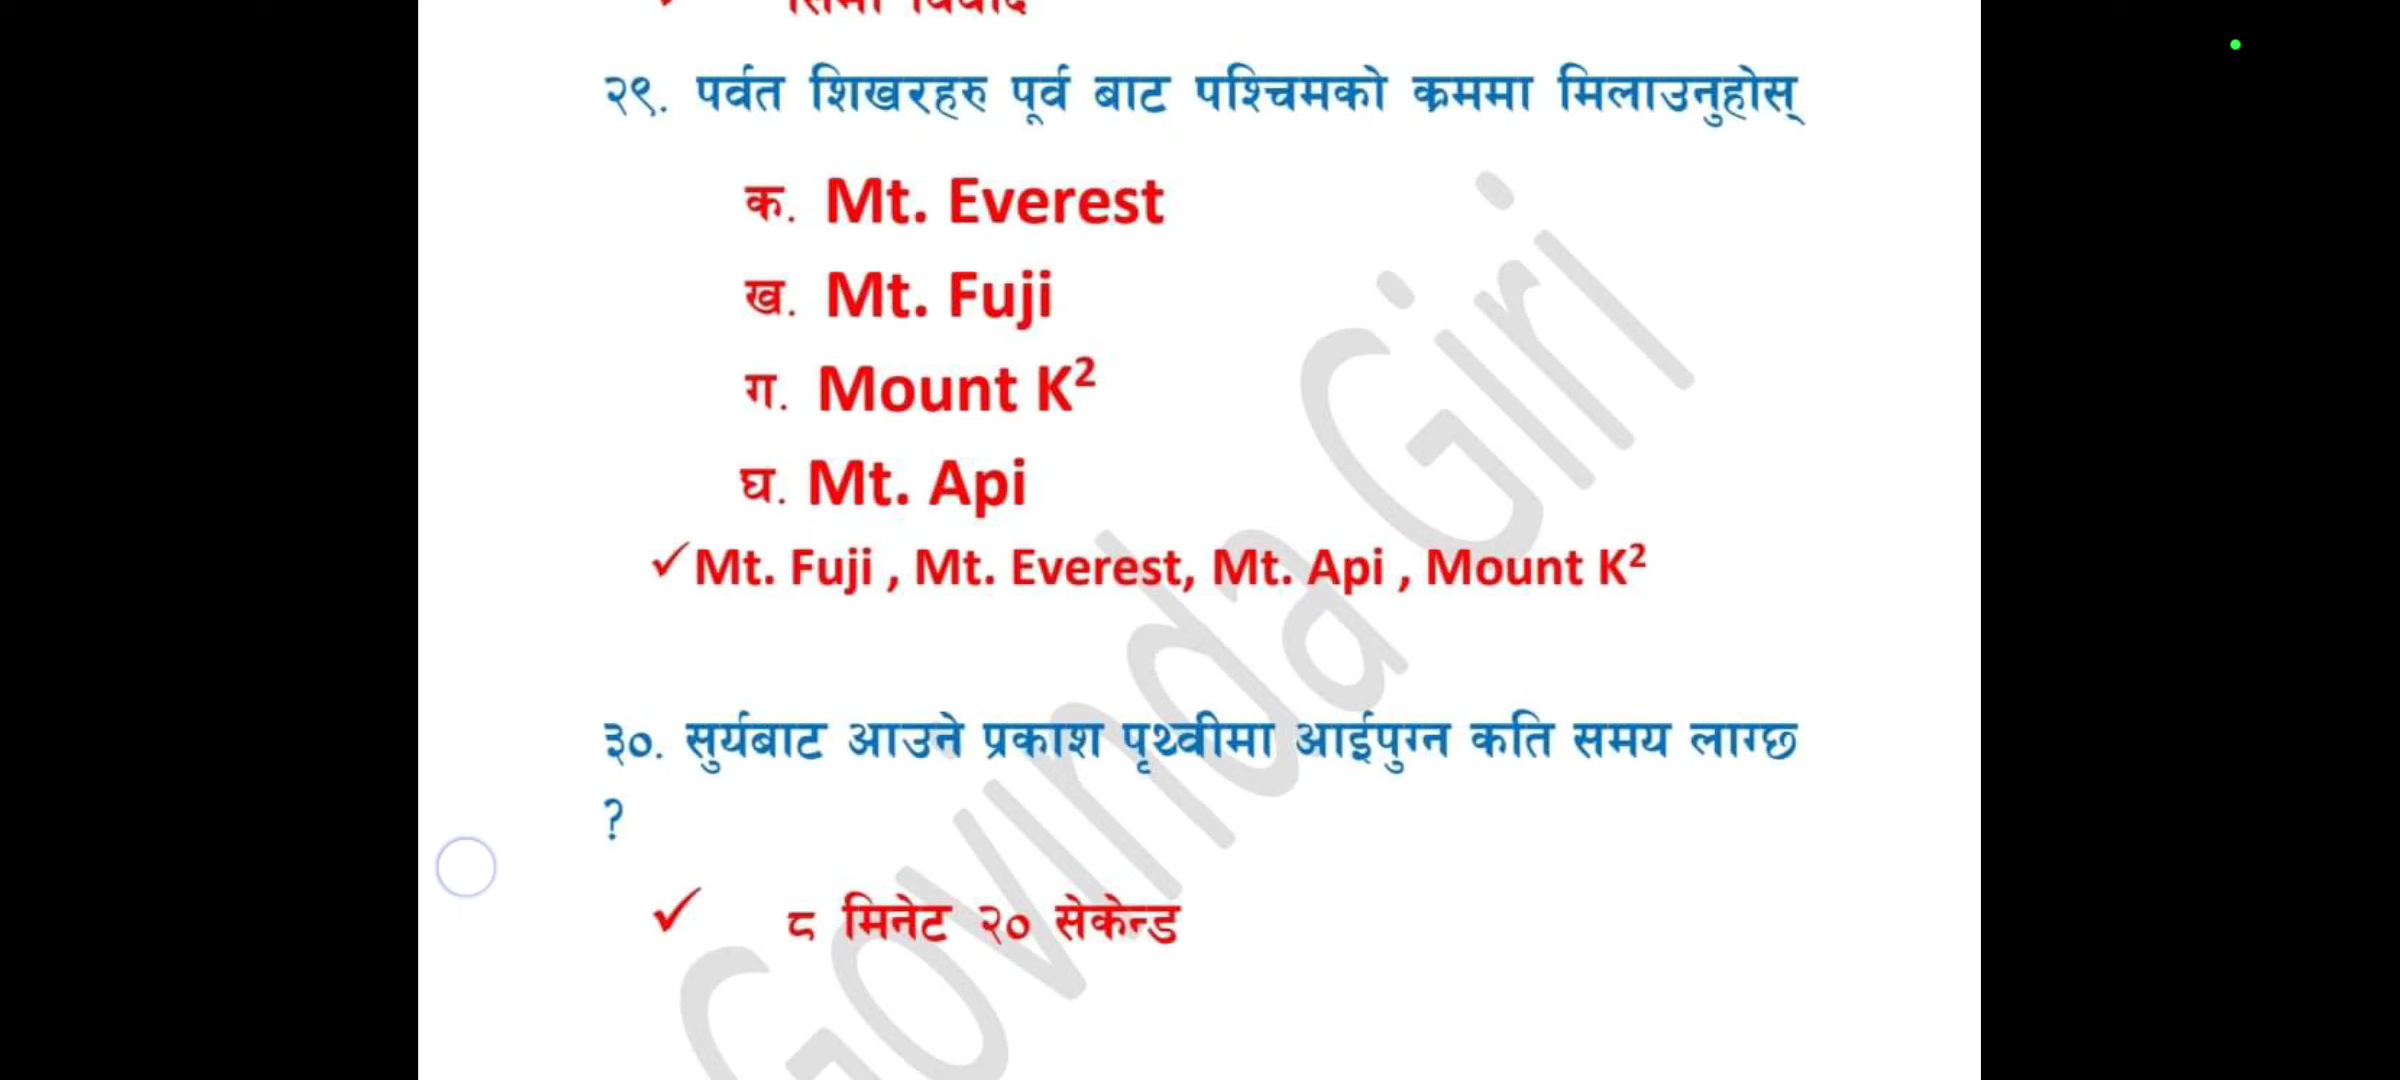 सिमा विवाद
२९. पर्वत शिखरहरु पूर्व बाट पश्चिमको क्रममा मिलाउनुहोस्
क. Mt. Everest
ख. Mt. Fuji
ग. Mount K²
घ. Mt. Api
✓Mt. Fuji , Mt. Everest, Mt. Api , Mount K²
३०. सुर्यबाट आउने प्रकाश पृथ्वीमा आईपुग्न कति समय लाग्छ
?
✓ ८ मिनेट २० सेकेन्ड
Govinda Giri